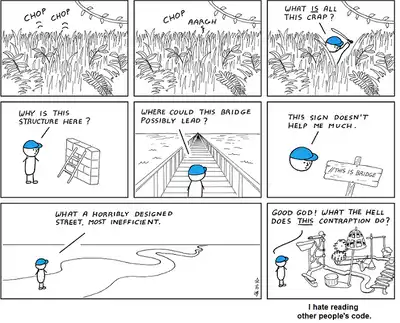 CHOP
CHOP
CHOP
AARGH
WHAT IS ALL
THIS CRAP?
WHY IS THIS
STRUCTURE HERE?
WHERE COULD THIS BRIDGE
POSSIBLY LEAD?
THIS SIGN DOESN'T
HELP ME MUCH.
//THIS IS BRIDGE
WHAT A HORRIBLY DESIGNED
STREET, MOST INEFFICIENT.
GOOD GOD! WHAT THE HELL
DOES THIS CONTRAPTION DO?
I hate reading
other people's code.